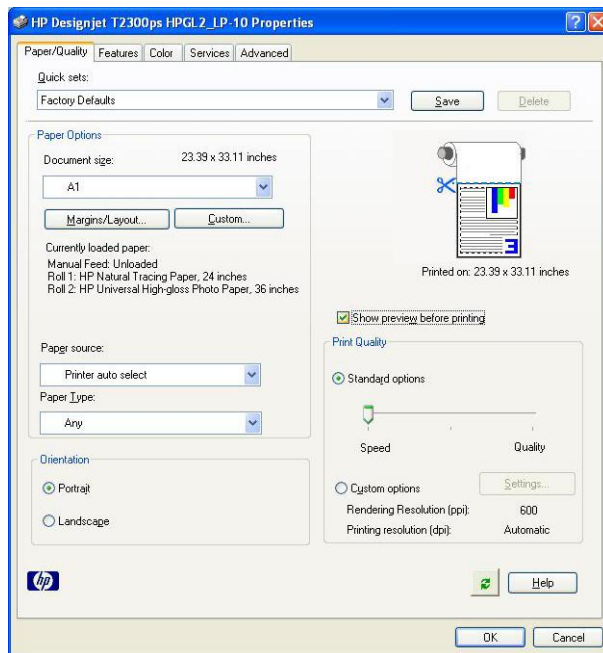 HP Designjet T2300ps HPGL2_LP-10 Properties
Paper/Quality Features Color Services Advanced
Quick sets:
Factory Defaults
Save
Delete
Paper Options
Document size: 23.39 x 33.11 inches
A1
Margins/Layout...
Custom...
Currently loaded paper:
Manual Feed: Unloaded
Roll 1: HP Natural Tracing Paper, 24 inches
Roll 2: HP Universal High-gloss Photo Paper, 36 inches
Paper source:
Printer auto select
Paper Type:
Any
Orientation
Portrait
Landscape
Printed on: 23.39 x 33.11 inches
Show preview before printing
Print Quality
Standard options
Speed Quality
Custom options
Settings...
Rendering Resolution (ppi): 600
Printing resolution (dpi): Automatic
hp
Help
OK
Cancel